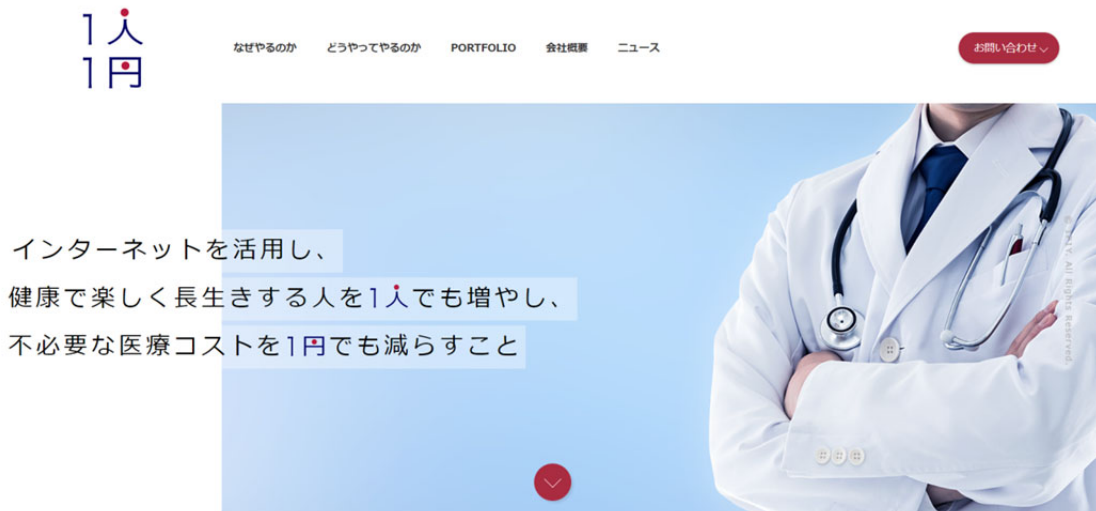 1人
1円
なぜやるのか どうやってやるのか PORTFOLIO 会社概要 ニュース
お問い合わせ
インターネットを活用し、
健康で楽しく長生きする人を1人でも増やし、
不必要な医療コストを1円でも減らすこと
© 1P1Y. All Rights Reserved.